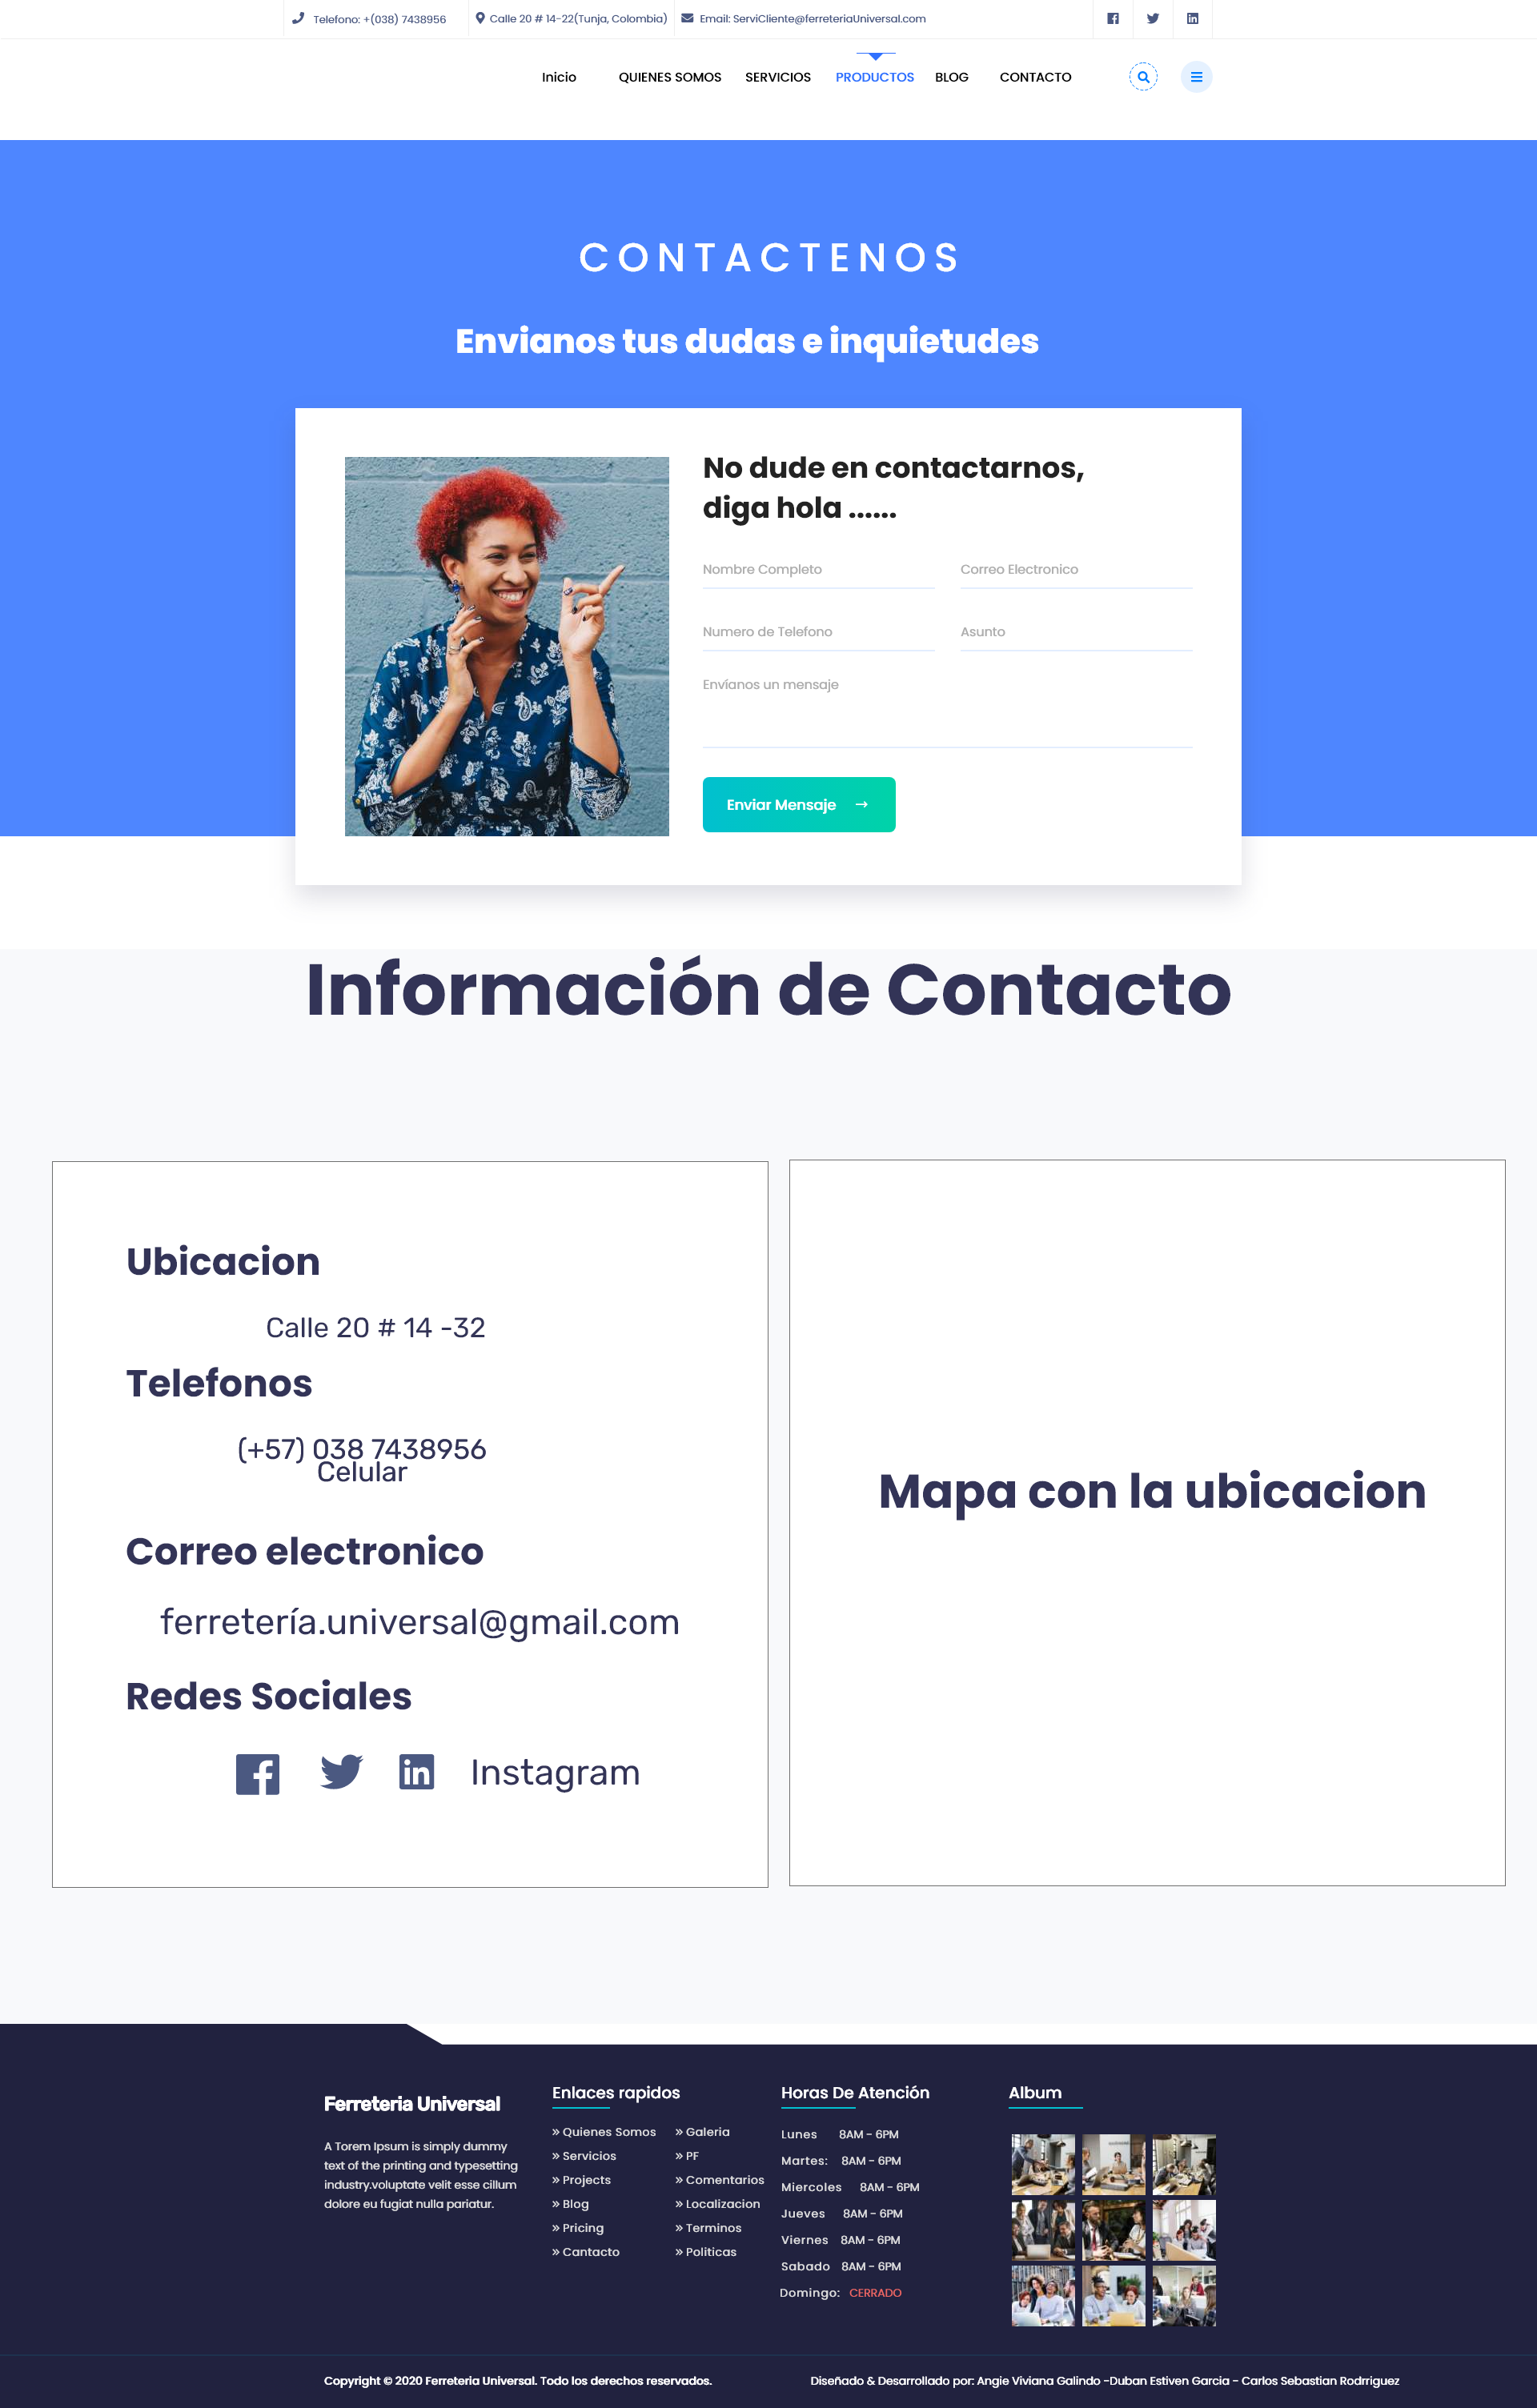 Telefono: +(038) 7438956
Calle 20 # 14-22(Tunja, Colombia)
Email: ServiCliente@ferreteriaUniversal.com
Inicio
QUIENES SOMOS
SERVICIOS
PRODUCTOS
BLOG
CONTACTO
CONTACTENOS
Envianos tus dudas e inquietudes
No dude en contactarnos,
diga hola ......
Nombre Completo
Correo Electronico
Numero de Telefono
Asunto
Envíanos un mensaje
Enviar Mensaje →
Información de Contacto
Ubicacion
Calle 20 # 14 -32
Telefonos
(+57) 038 7438956
Celular
Correo electronico
ferretería.universal@gmail.com
Redes Sociales
Instagram
Mapa con la ubicacion
Ferreteria Universal
A Torem Ipsum is simply dummy
text of the printing and typesetting
industry.voluptate velit esse cillum
dolore eu fugiat nulla pariatur.
Enlaces rapidos
» Quienes Somos
» Servicios
» Projects
» Blog
» Pricing
» Cantacto
» Galeria
» PF
» Comentarios
» Localizacion
» Terminos
» Politicas
Horas De Atención
Lunes 8AM - 6PM
Martes: 8AM - 6PM
Miercoles 8AM - 6PM
Jueves 8AM - 6PM
Viernes 8AM - 6PM
Sabado 8AM - 6PM
Domingo: CERRADO
Album
Copyright © 2020 Ferreteria Universal. Todo los derechos reservados.
Diseñado & Desarrollado por: Angie Viviana Galindo -Duban Estiven Garcia - Carlos Sebastian Rodrriguez